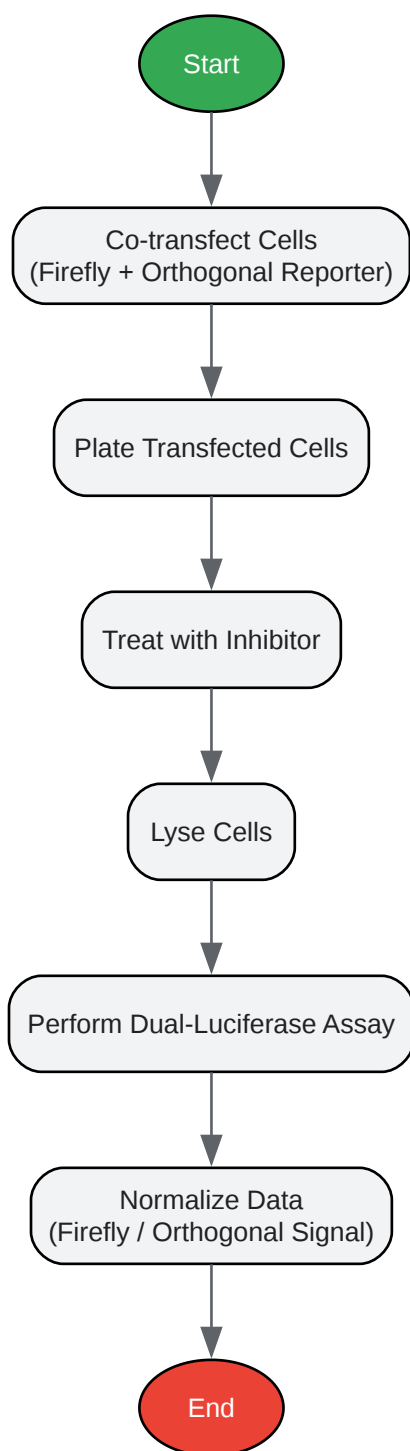 Start
Co-transfect Cells
(Firefly + Orthogonal Reporter)
Plate Transfected Cells
Treat with Inhibitor
Lyse Cells
Perform Dual-Luciferase Assay
Normalize Data
(Firefly / Orthogonal Signal)
End